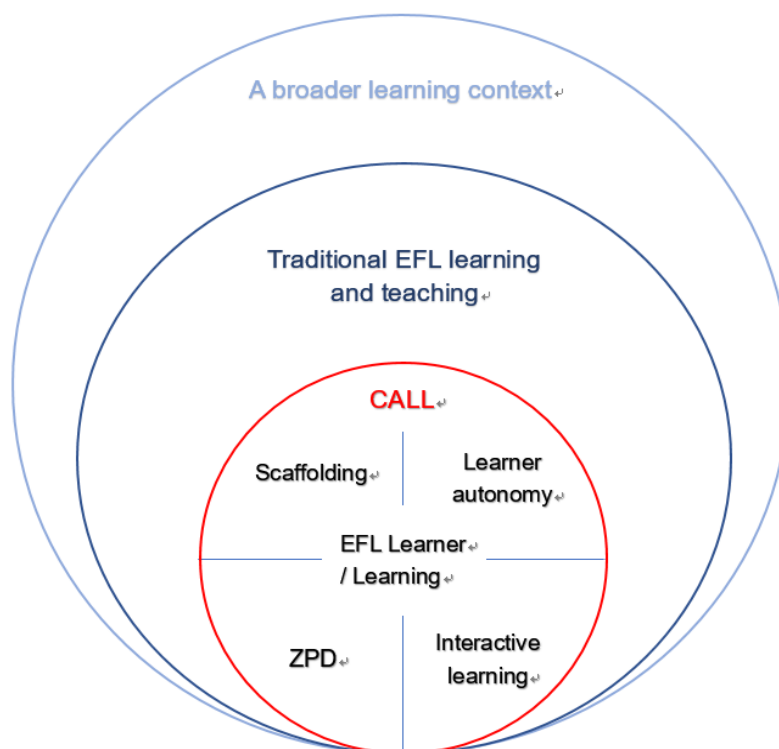 A broader learning context↵
Traditional EFL learning
and teaching↵
CALL↵
Scaffolding↵
Learner
autonomy↵
EFL Learner↵
/ Learning↵
ZPD↵
Interactive
learning↵